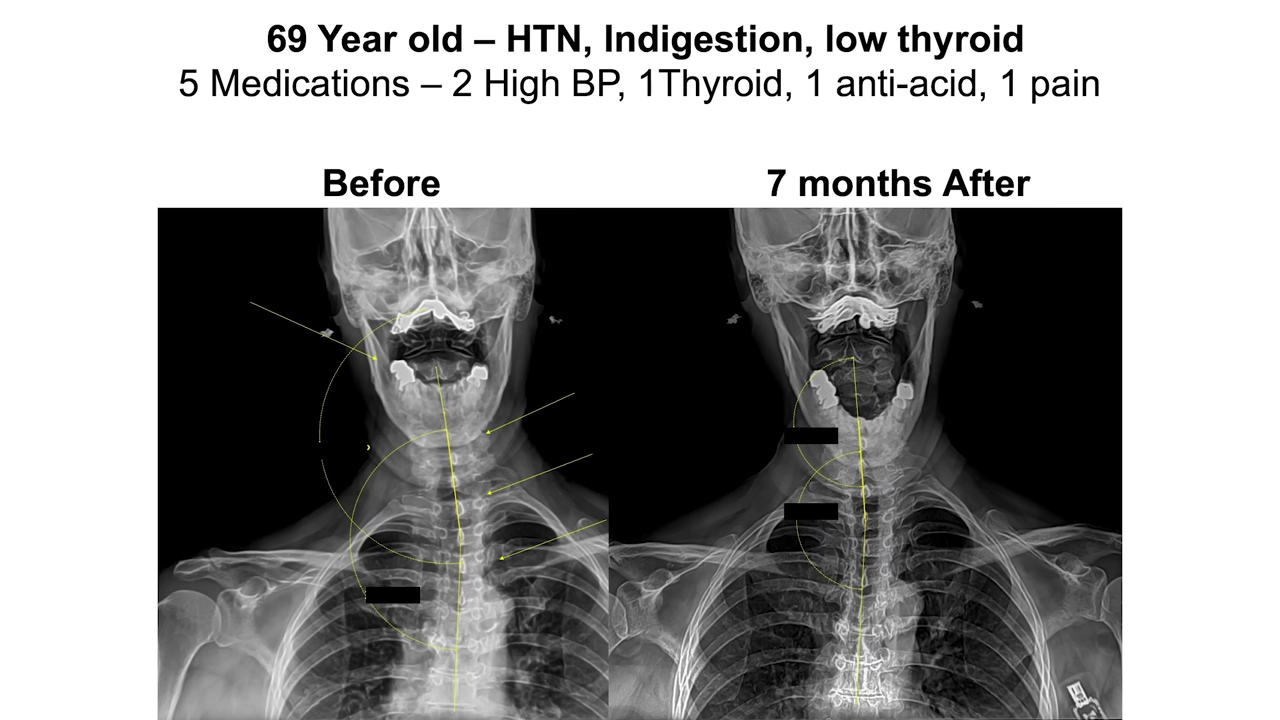 69 Year old – HTN, Indigestion, low thyroid
5 Medications – 2 High BP, 1Thyroid, 1 anti-acid, 1 pain
Before
7 months After